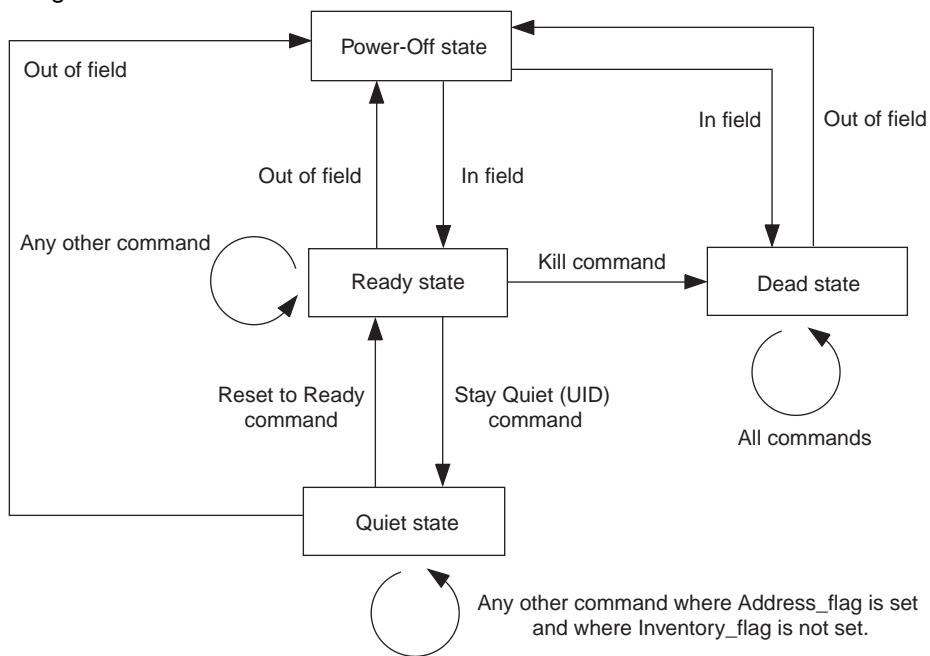 Power-Off state
Out of field
In field
Out of field
Out of field
In field
Any other command
Ready state
Kill command
Dead state
Reset to Ready
command
Stay Quiet (UID)
command
All commands
Quiet state
Any other command where Address_flag is set
and where Inventory_flag is not set.